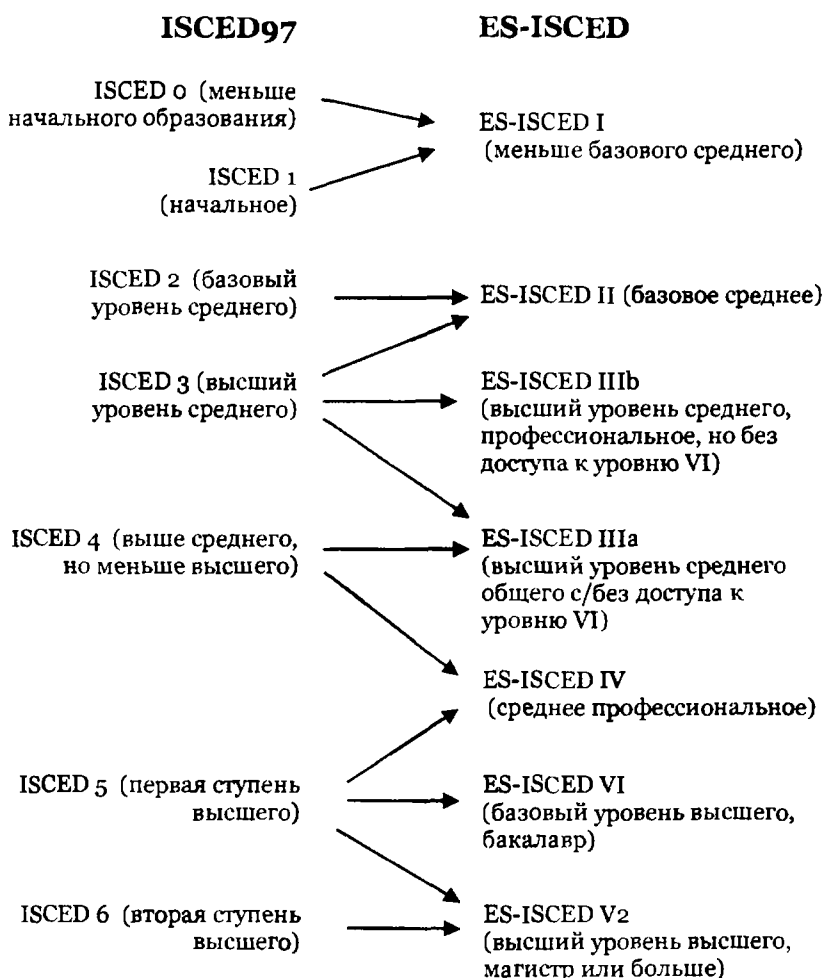 ISCED97
ES-ISCED
ISCED 0 (меньше
начального образования)
ES-ISCED I
(меньше базового среднего)
ISCED 1
(начальное)
ISCED 2 (базовый
уровень среднего)
ES-ISCED II (базовое среднее)
ISCED 3 (высший
уровень среднего)
ES-ISCED IIIb
(высший уровень среднего,
профессиональное, но без
доступа к уровню VI)
ISCED 4 (выше среднего,
но меньше высшего)
ES-ISCED IIIa
(высший уровень среднего
общего с/без доступа к
уровню VI)
ES-ISCED IV
(среднее профессиональное)
ISCED 5 (первая ступень
высшего)
ES-ISCED VI
(базовый уровень высшего,
бакалавр)
ISCED 6 (вторая ступень
высшего)
ES-ISCED V2
(высший уровень высшего,
магистр или больше)